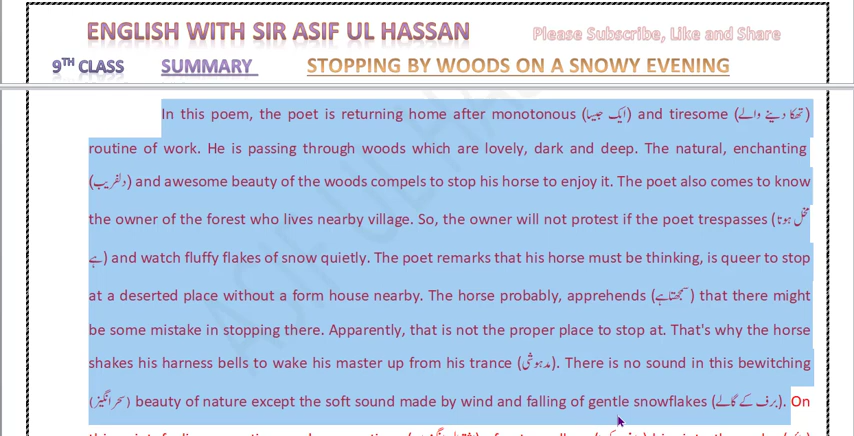 ENGLISH WITH SIR ASIF UL HASSAN Please Subscribe, Like and Share
9TH CLASS SUMMARY STOPPING BY WOODS ON A SNOWY EVENING
In this poem, the poet is returning home after monotonous (ایک جیسا) and tiresome (تھکا دینے والے)
routine of work. He is passing through woods which are lovely, dark and deep. The natural, enchanting
(دلفریب) and awesome beauty of the woods compels to stop his horse to enjoy it. The poet also comes to know
the owner of the forest who lives nearby village. So, the owner will not protest if the poet trespasses (مخل ہوتا
ہے) and watch fluffy flakes of snow quietly. The poet remarks that his horse must be thinking, is queer to stop
at a deserted place without a form house nearby. The horse probably, apprehends (سمجھتاہے) that there might
be some mistake in stopping there. Apparently, that is not the proper place to stop at. That's why the horse
shakes his harness bells to wake his master up from his trance (مدہوشی). There is no sound in this bewitching
(سحر انگیز) beauty of nature except the soft sound made by wind and falling of gentle snowflakes (برف کے گالے). On